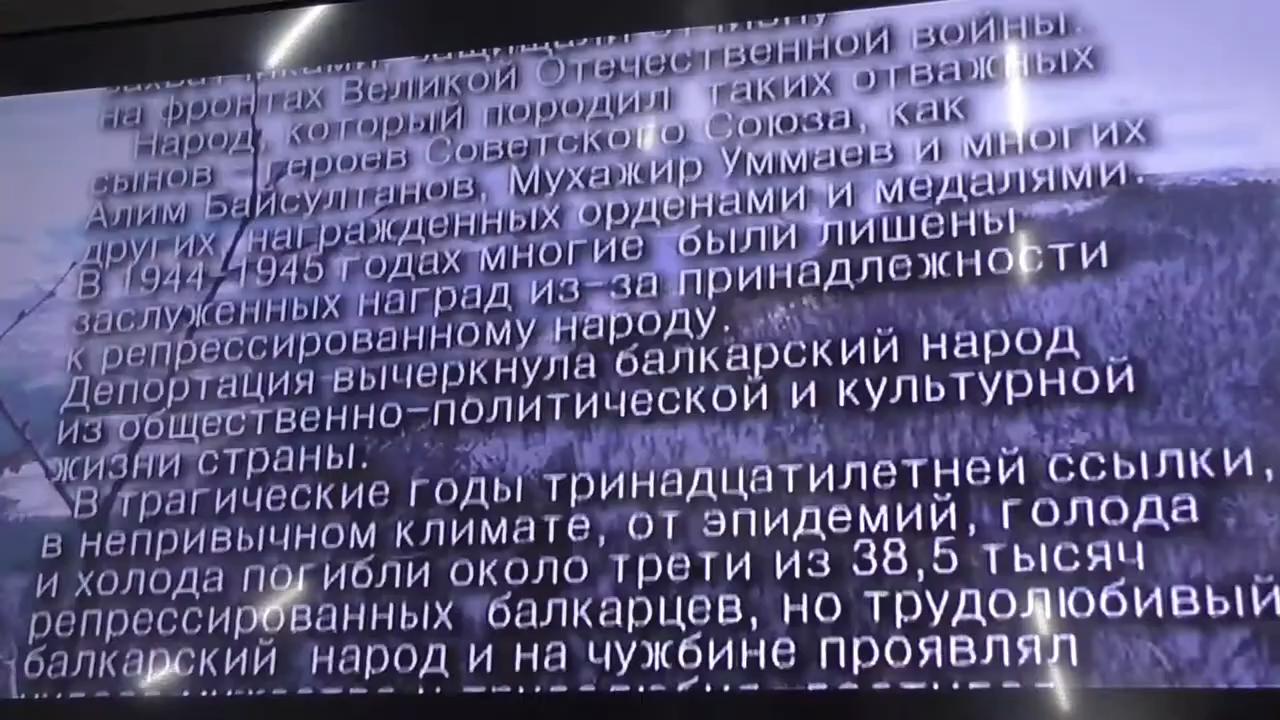 захватчиками, защищали от
на фронтах Великой Отечественной войны.
Народ, который породил таких отважных
сынов - героев Советского Союза, как
Алим Байсултанов, Мухажир Уммаев и многих
других, награжденных орденами и медалями.
В 1944-1945 годах многие были лишены
заслуженных наград из-за принадлежности
к репрессированному народу.
Депортация вычеркнула балкарский народ
из общественно-политической и культурной
жизни страны.
В трагические годы тринадцатилетней ссылки,
в непривычном климате, от эпидемий, голода
и холода погибли около трети из 38,5 тысяч
репрессированных балкарцев, но трудолюбивый
балкарский народ и на чужбине проявлял